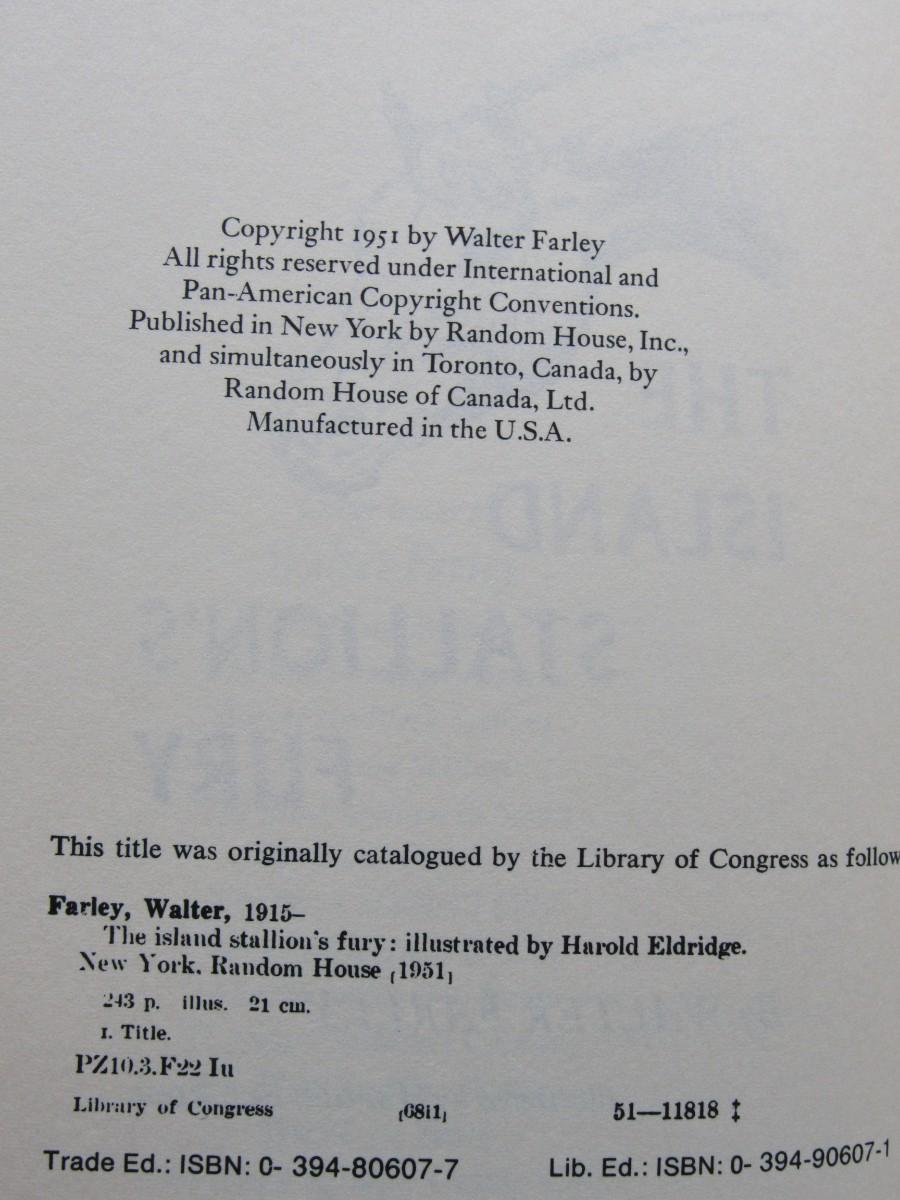 Copyright 1951 by Walter Farley
All rights reserved under International and
Pan-American Copyright Conventions.
Published in New York by Random House, Inc.,
and simultaneously in Toronto, Canada, by
Random House of Canada, Ltd.
Manufactured in the U.S.A.
THE
ISLAND
STALLION'S
FURY
This title was originally catalogued by the Library of Congress as follow
Farley, Walter, 1915–
The island stallion's fury: illustrated by Harold Eldridge.
New York, Random House [1951]
243 p. illus. 21 cm.
I. Title.
PZ10.3.F22 Iu
Library of Congress [68i1] 51—11818 ‡
Trade Ed.: ISBN: 0- 394-80607-7 Lib. Ed.: ISBN: 0- 394-90607-1